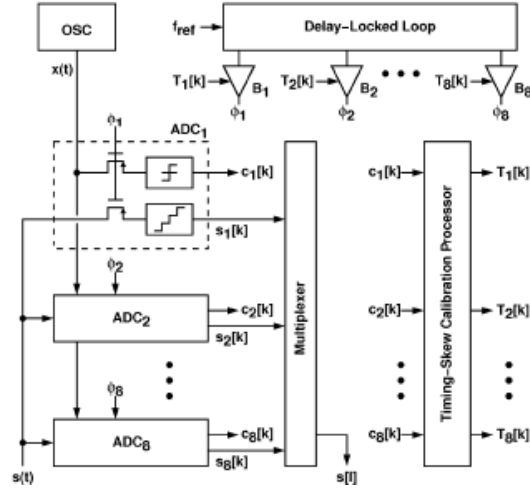 OSC
f_ref
Delay-Locked Loop
x(t)
T1[k]
B1
T2[k]
B2
T8[k]
B8
ϕ1
ϕ2
ϕ8
ϕ1
ADC1
c1[k]
s1[k]
ϕ2
ADC2
c2[k]
s2[k]
ϕ8
ADC8
c8[k]
s8[k]
s(t)
Multiplexer
s[l]
c1[k]
T1[k]
c2[k]
T2[k]
c8[k]
T8[k]
Timing-Skew Calibration Processor